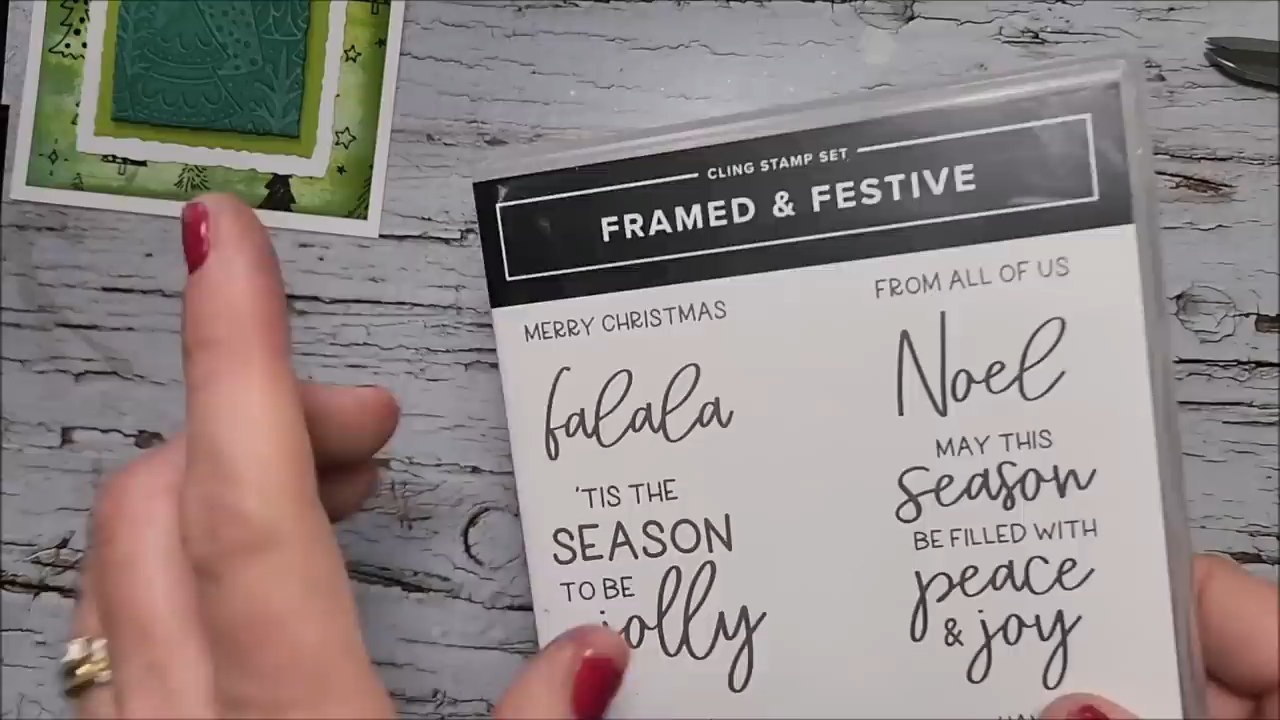 CLING STAMP SET
FRAMED & FESTIVE
MERRY CHRISTMAS
falala
'TIS THE
SEASON
TO BE
jolly
FROM ALL OF US
Noel
MAY THIS
season
BE FILLED WITH
peace
& joy